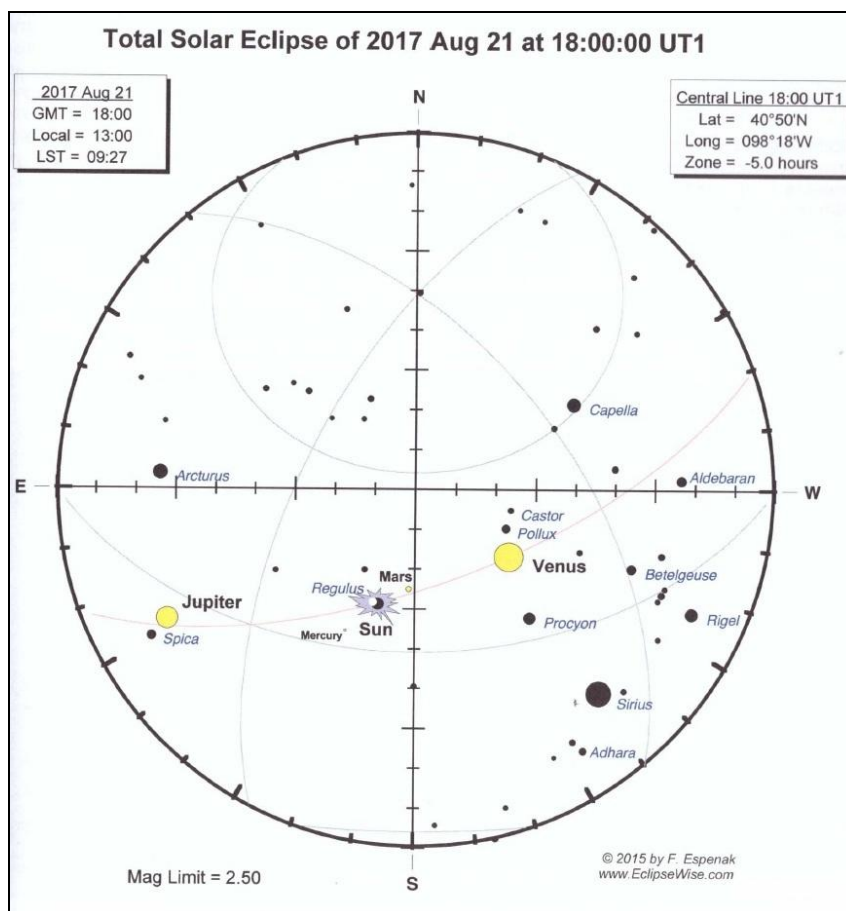 Total Solar Eclipse of 2017 Aug 21 at 18:00:00 UT1
2017 Aug 21
GMT = 18:00
Local = 13:00
LST = 09:27
Central Line 18:00 UT1
Lat = 40°50'N
Long = 098°18'W
Zone = -5.0 hours
N
Capella
Arcturus
Aldebaran
E
W
Castor
Pollux
Venus
Mars
Betelgeuse
Regulus
Jupiter
Sun
Procyon
Rigel
Mercury
Spica
Sirius
Adhara
Mag Limit = 2.50
S
© 2015 by F. Espenak
www.EclipseWise.com